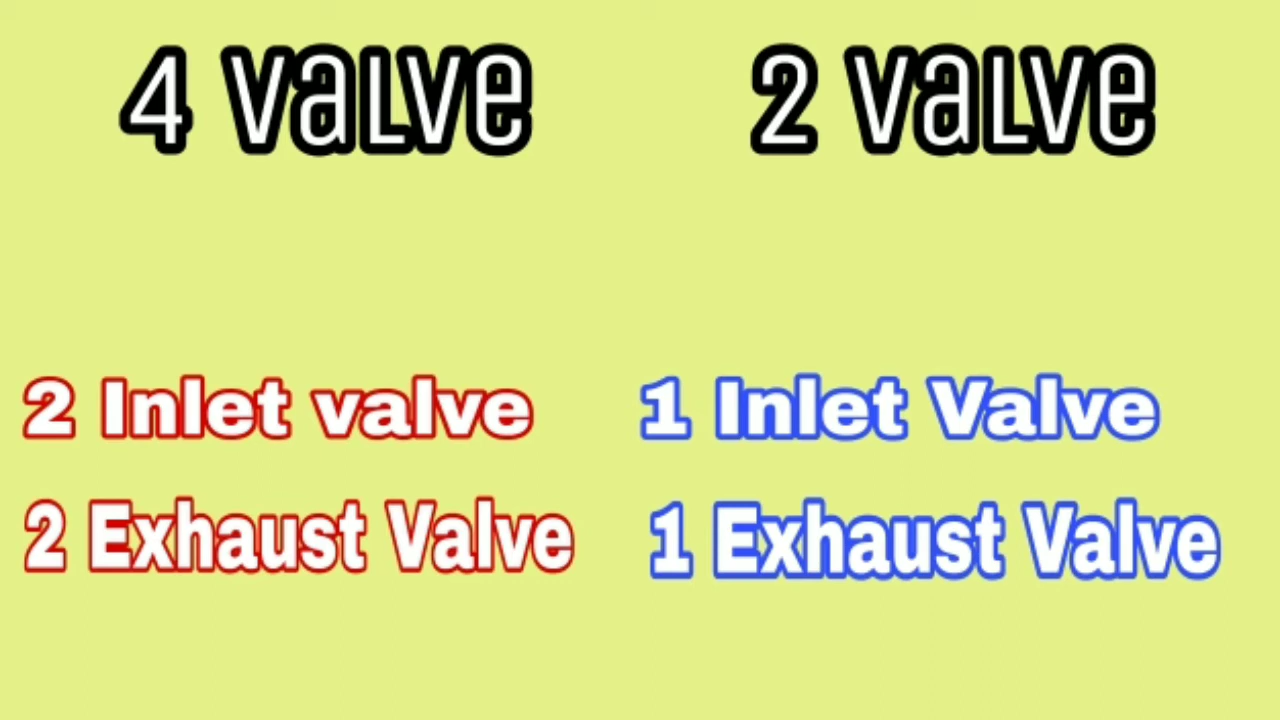 4 valve
2 valve
2 Inlet valve
1 Inlet Valve
2 Exhaust Valve
1 Exhaust Valve